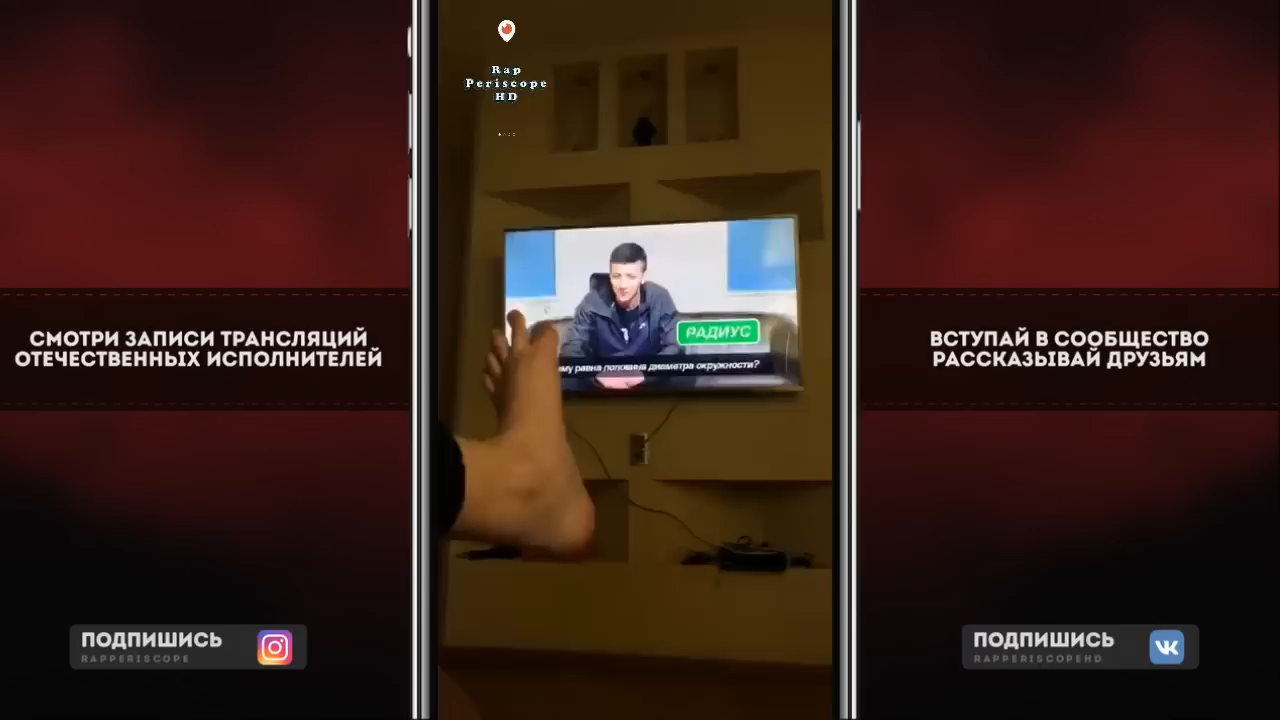 Rap
Periscope
HD
РАДИУС
равна половина диаметра окружности?
СМОТРИ ЗАПИСИ ТРАНСЛЯЦИЙ
ОТЕЧЕСТВЕННЫХ ИСПОЛНИТЕЛЕЙ
ВСТУПАЙ В СООБЩЕСТВО
РАССКАЗЫВАЙ ДРУЗЬЯМ
ПОДПИШИСЬ
RAPPERISCOPE
ПОДПИШИСЬ
RAPPERISCOPEHD